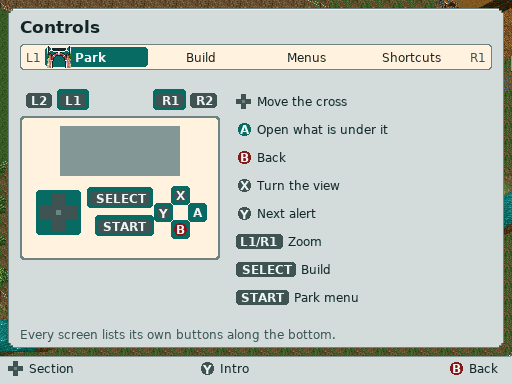 Controls
L1 Park Build Menus Shortcuts R1
L2 L1 R1 R2
Move the cross
A Open what is under it
B Back
X Turn the view
Y Next alert
L1/R1 Zoom
SELECT Build
START Park menu
SELECT X
Y A
START B
Every screen lists its own buttons along the bottom.
Section Y Intro B Back